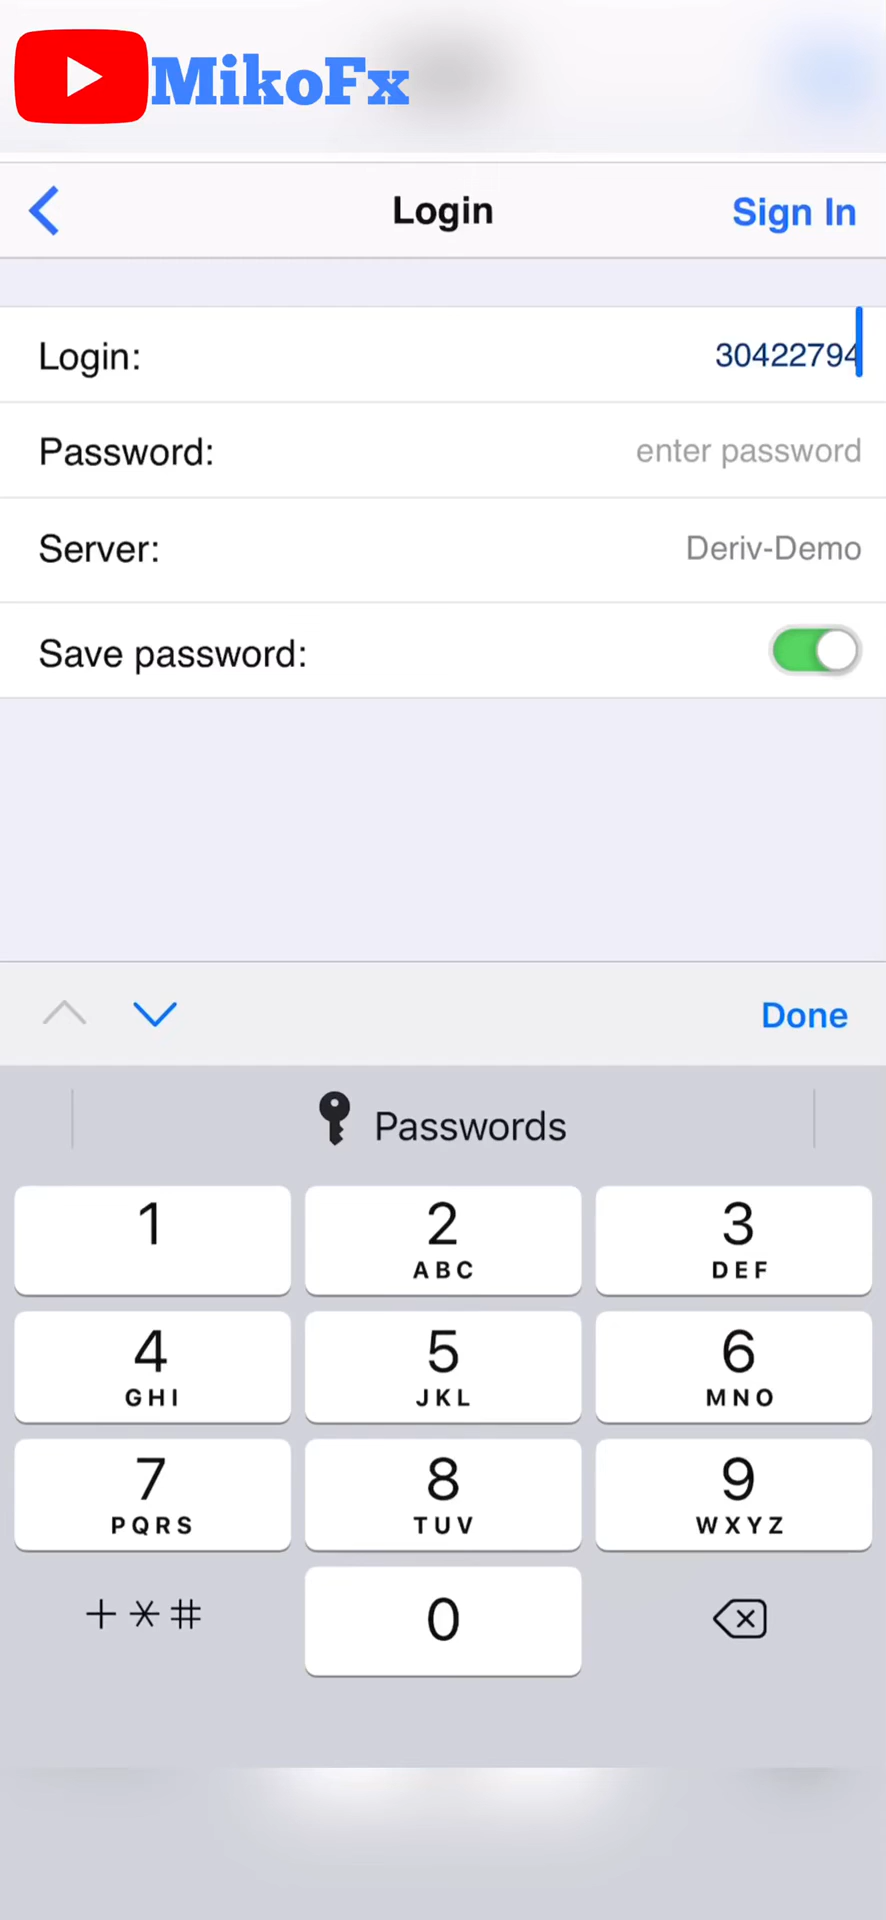 MikoFx
Login
Sign In
Login:
30422794
Password:
enter password
Server:
Deriv-Demo
Save password:
Done
Passwords
1
2
3
ABC
DEF
4
5
6
GHI
JKL
MNO
7
8
9
PQRS
TUV
WXYZ
+*#
0